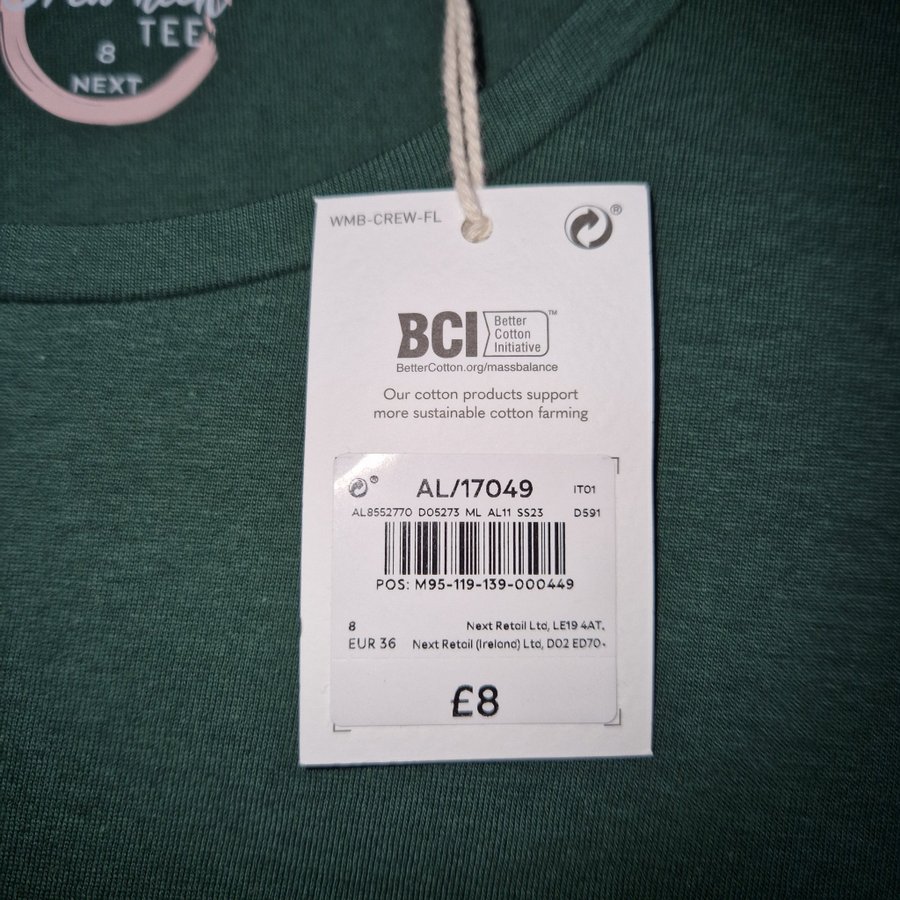 TEE
8
NEXT
WMB-CREW-FL
®
BCI Better Cotton Initiative™
BetterCotton.org/massbalance
Our cotton products support
more sustainable cotton farming
® AL/17049 IT01
AL8552770 D05273 ML AL11 SS23 D591
POS: M95-119-139-000449
8 Next Retail Ltd, LE19 4AT.
EUR 36 Next Retail (Ireland) Ltd, D02 ED70.
£8